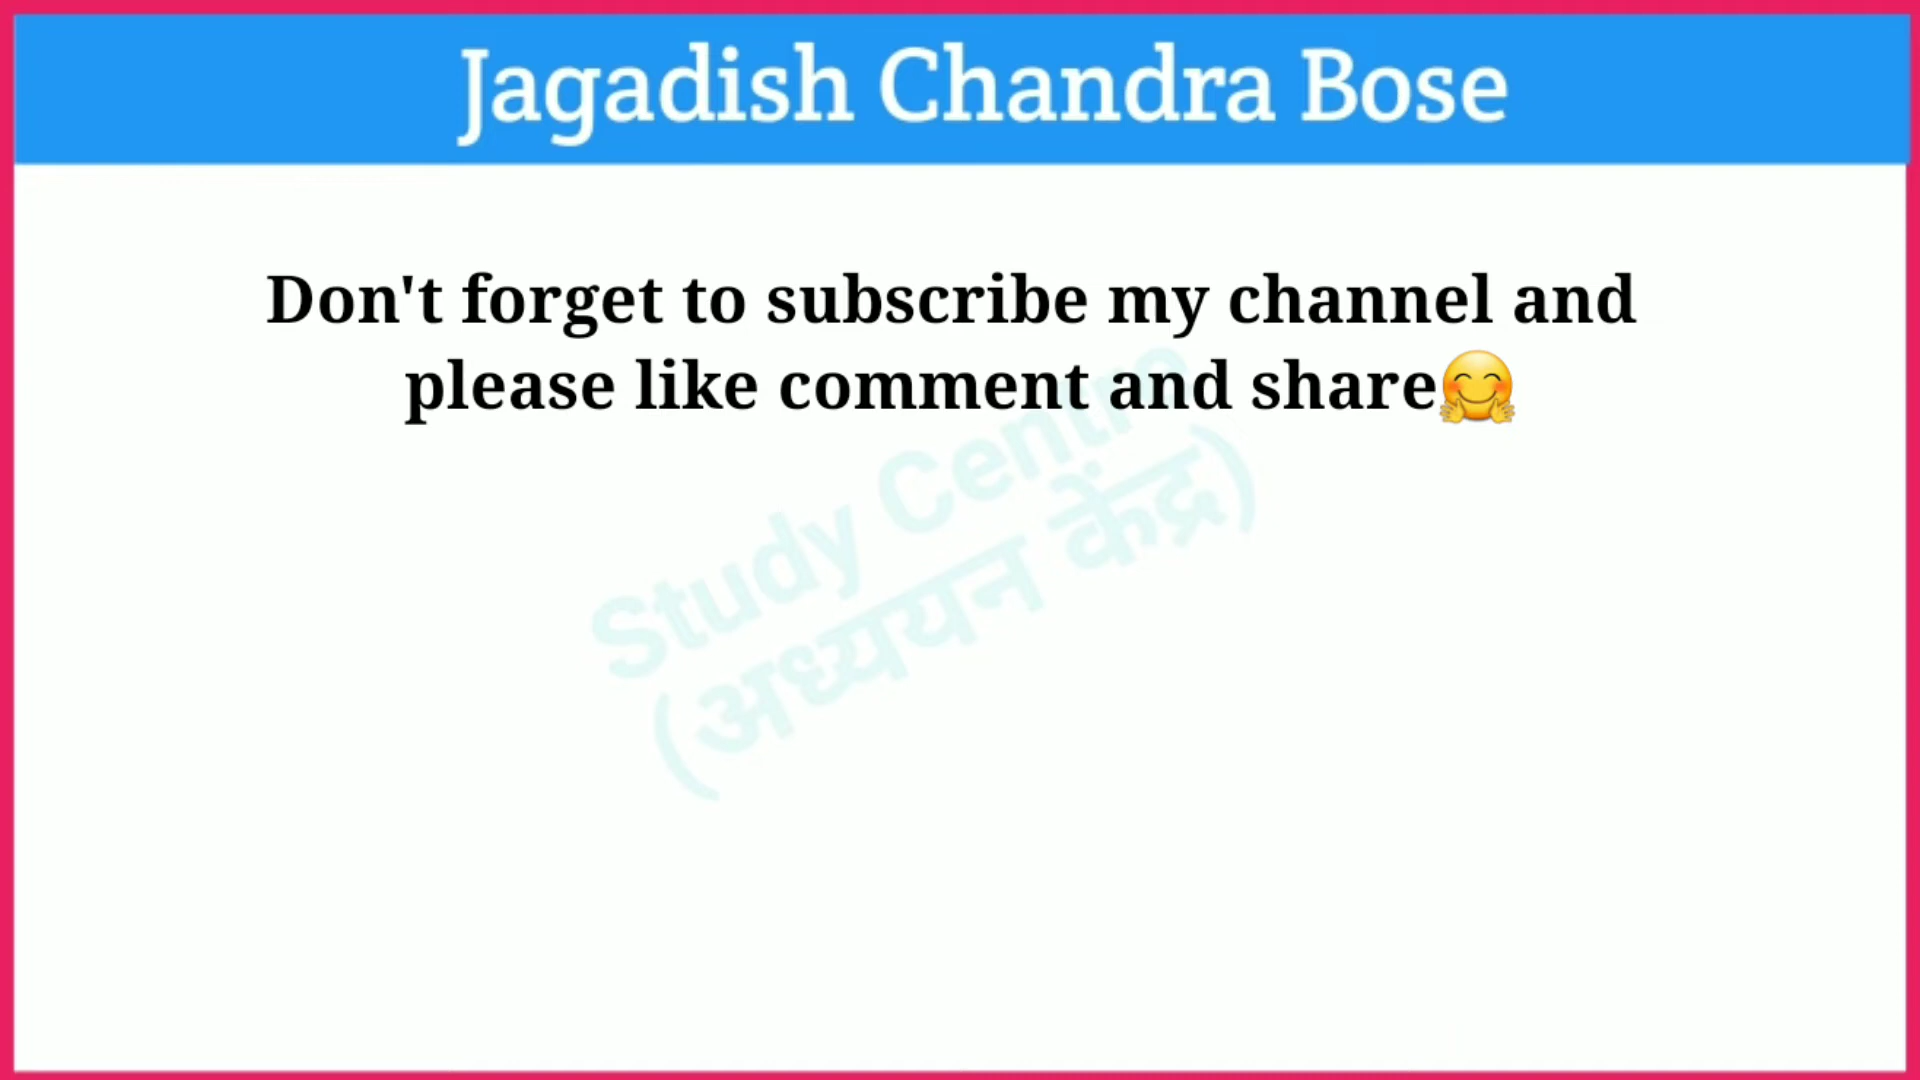 Jagadish Chandra Bose
Don't forget to subscribe my channel and
please like comment and share🤗
Study Centre
(अध्ययन केंद्र)